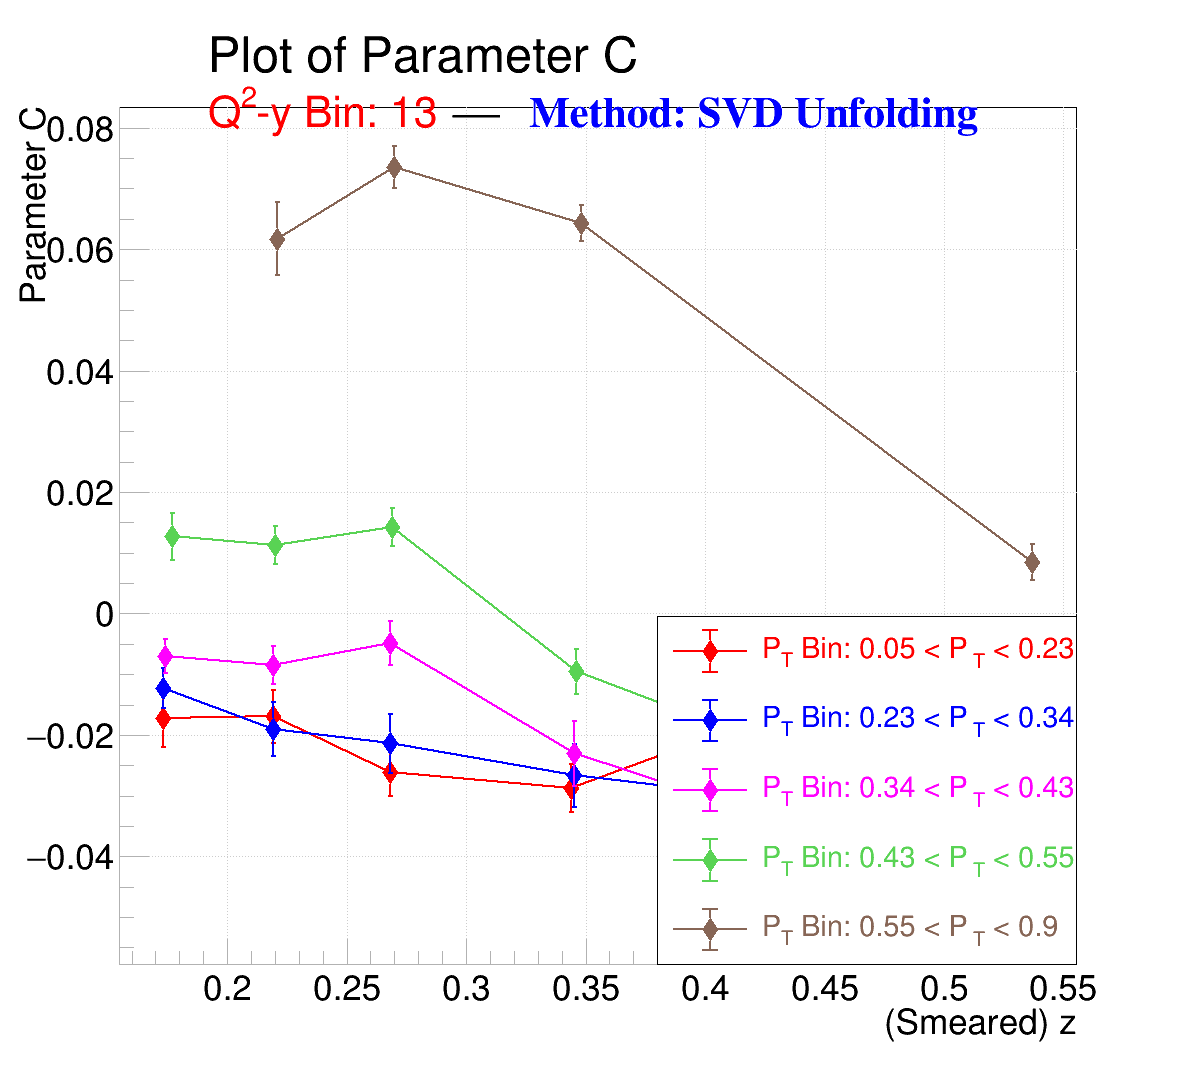 Plot of Parameter C
Q2-y Bin: 13 — Method: SVD Unfolding
Parameter C
0.08
0.06
0.04
0.02
0
−0.02
−0.04
PT Bin: 0.05 < PT < 0.23
PT Bin: 0.23 < PT < 0.34
PT Bin: 0.34 < PT < 0.43
PT Bin: 0.43 < PT < 0.55
PT Bin: 0.55 < PT < 0.9
0.2 0.25 0.3 0.35 0.4 0.45 0.5 0.55
(Smeared) z